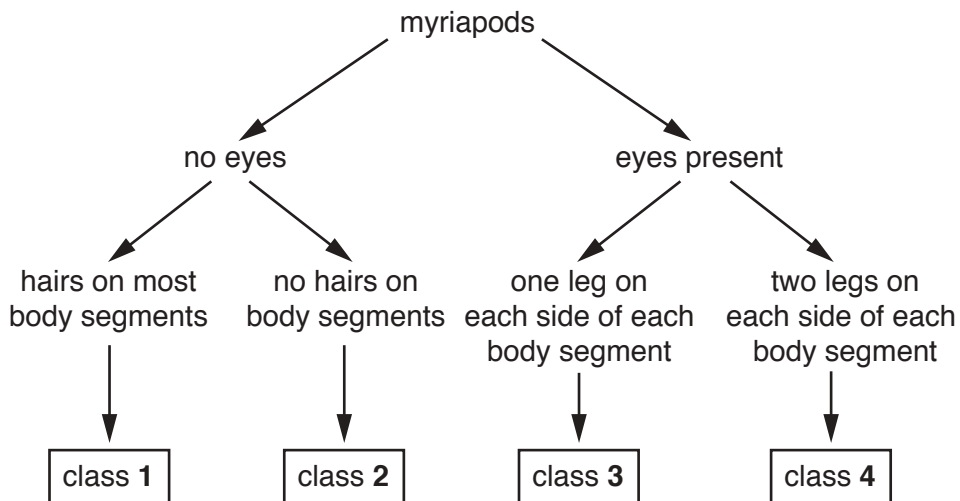 myriapods
no eyes
eyes present
hairs on most
body segments
no hairs on
body segments
one leg on
each side of each
body segment
two legs on
each side of each
body segment
class 1
class 2
class 3
class 4